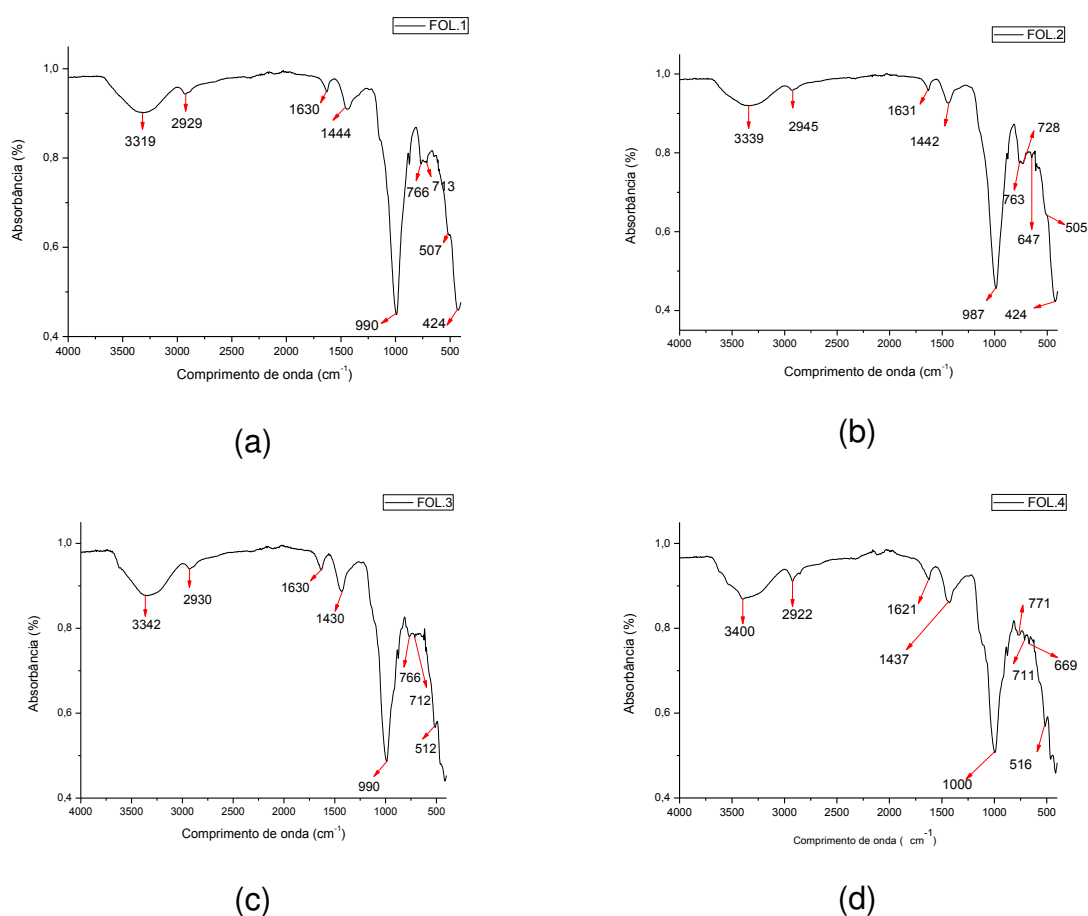 FOL.1
1,0
0,8
0,6
0,4
Absorbância (%)
3319
2929
1630
1444
990
766
713
507
424
4000 3500 3000 2500 2000 1500 1000 500
Comprimento de onda (cm⁻¹)
(a)
FOL.2
1,0
0,8
0,6
0,4
Absorbância (%)
3339
2945
1631
1442
987
763
728
647
505
424
4000 3500 3000 2500 2000 1500 1000 500
Comprimento de onda (cm⁻¹)
(b)
FOL.3
1,0
0,8
0,6
0,4
Absorbância (%)
3342
2930
1630
1430
990
766
712
512
4000 3500 3000 2500 2000 1500 1000 500
Comprimento de onda (cm⁻¹)
(c)
FOL.4
1,0
0,8
0,6
0,4
Absorbância (%)
3400
2922
1621
1437
1000
771
711
669
516
4000 3500 3000 2500 2000 1500 1000 500
Comprimento de onda ( cm⁻¹)
(d)